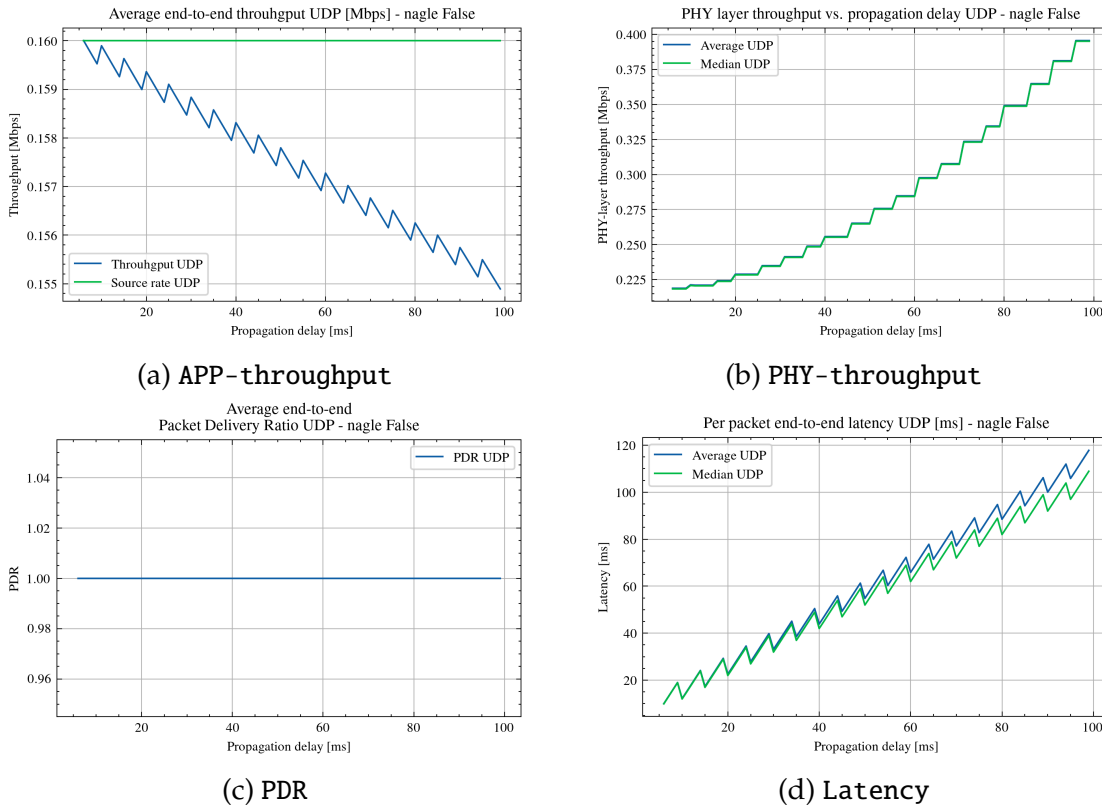 Average end-to-end throuhgput UDP [Mbps] - nagle False
0.160
0.159
0.158
0.157
0.156
0.155
Throughput [Mbps]
Throuhgput UDP
Source rate UDP
20
40
60
80
100
Propagation delay [ms]
(a) APP-throughput
PHY layer throughput vs. propagation delay UDP - nagle False
0.400
0.375
0.350
0.325
0.300
0.275
0.250
0.225
PHY-layer throughput [Mbps]
Average UDP
Median UDP
20
40
60
80
100
Propagation delay [ms]
(b) PHY-throughput
Average end-to-end
Packet Delivery Ratio UDP - nagle False
1.04
1.02
1.00
0.98
0.96
PDR
PDR UDP
20
40
60
80
100
Propagation delay [ms]
(c) PDR
Per packet end-to-end latency UDP [ms] - nagle False
120
100
80
60
40
20
Latency [ms]
Average UDP
Median UDP
20
40
60
80
100
Propagation delay [ms]
(d) Latency